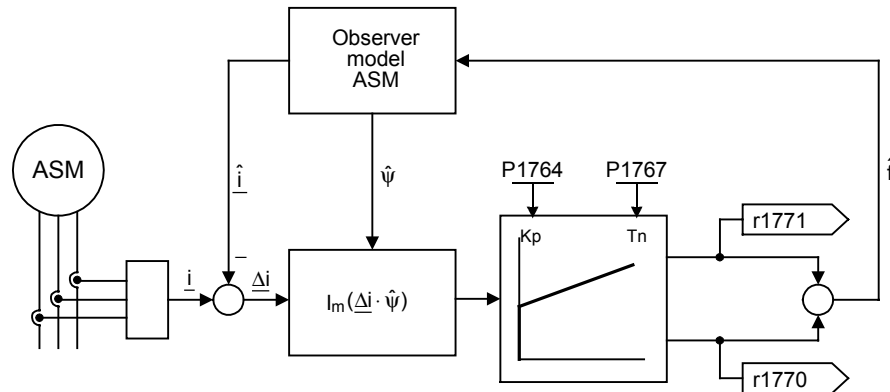 Observer
model
ASM
ASM
î
ψ̂
f̂
P1764
P1767
Kp
Tn
r1771
–
i
Δi
Im(Δi · ψ̂)
r1770